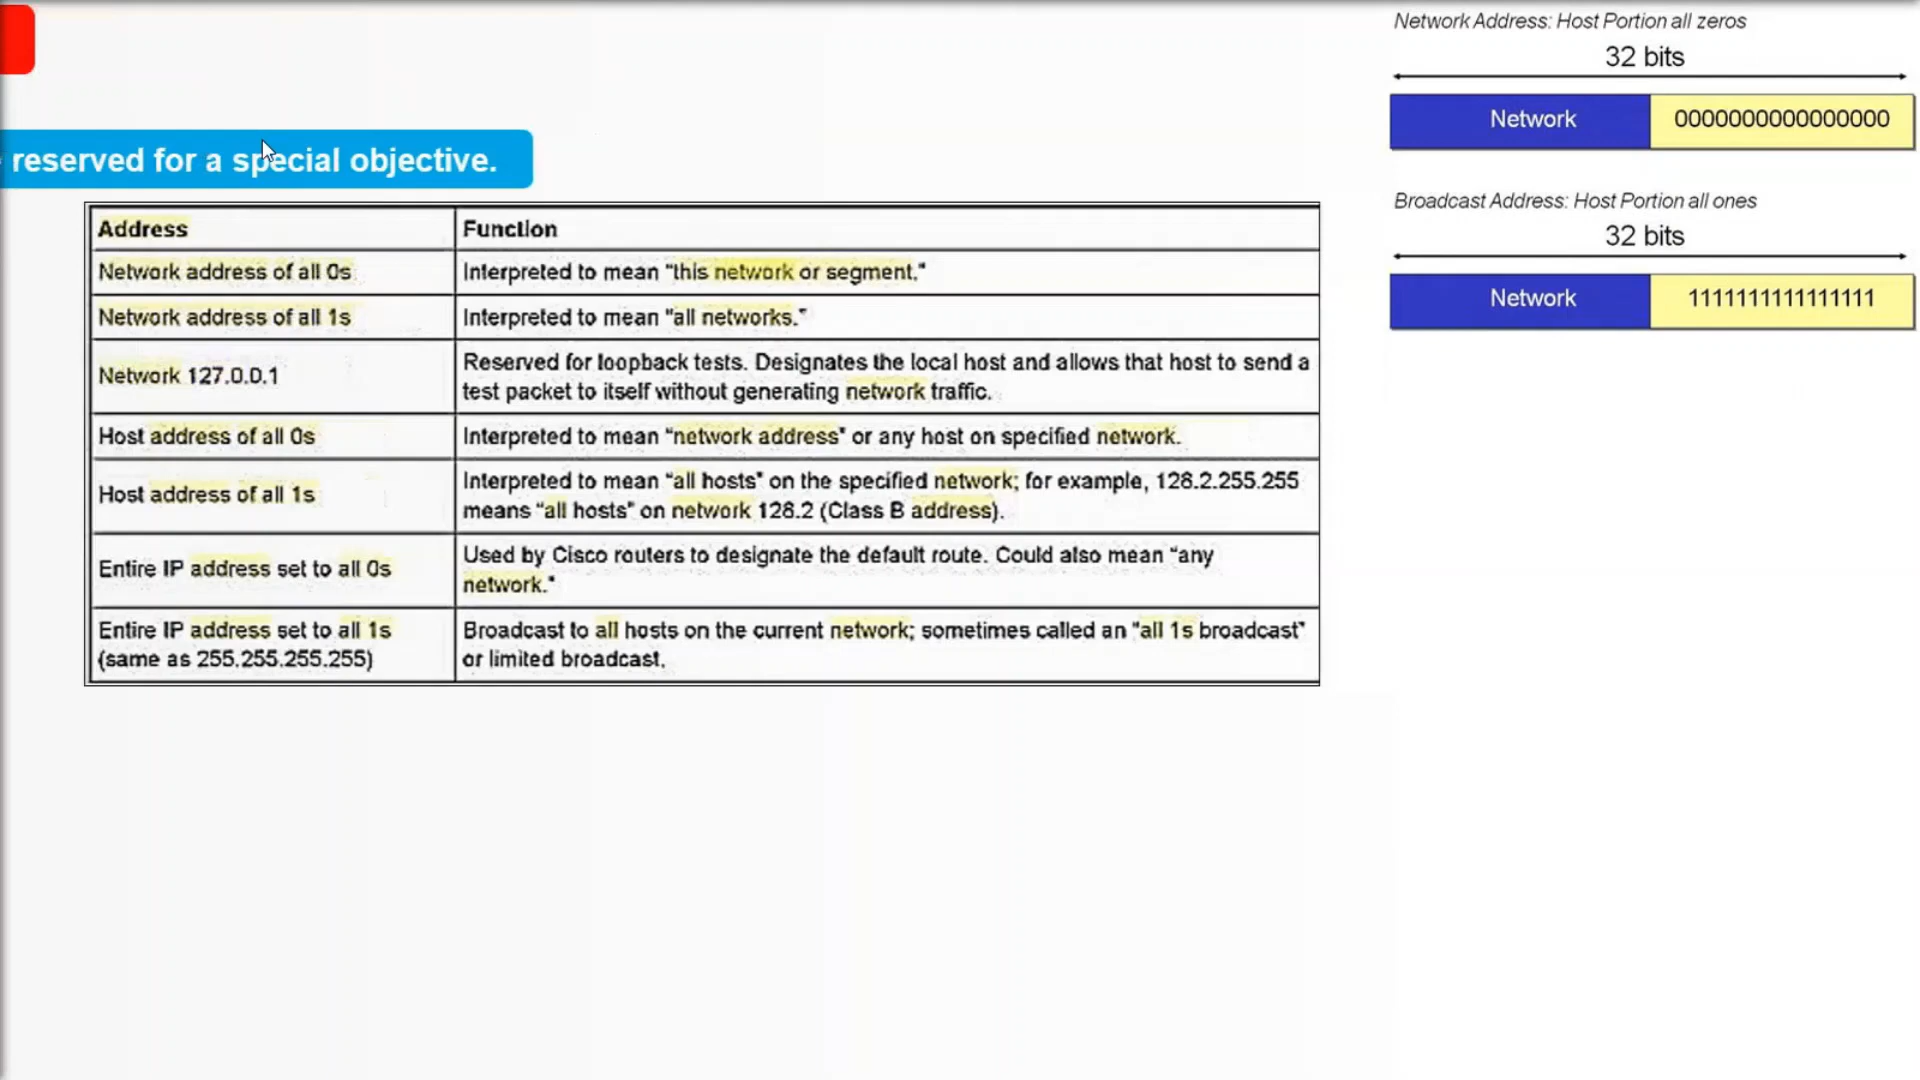 reserved for a special objective.
Address
Function
Network address of all 0s
Interpreted to mean "this network or segment."
Network address of all 1s
Interpreted to mean "all networks."
Network 127.0.0.1
Reserved for loopback tests. Designates the local host and allows that host to send a
test packet to itself without generating network traffic.
Host address of all 0s
Interpreted to mean "network address" or any host on specified network.
Host address of all 1s
Interpreted to mean "all hosts" on the specified network; for example, 128.2.255.255
means "all hosts" on network 128.2 (Class B address).
Entire IP address set to all 0s
Used by Cisco routers to designate the default route. Could also mean "any
network."
Entire IP address set to all 1s
(same as 255.255.255.255)
Broadcast to all hosts on the current network; sometimes called an "all 1s broadcast"
or limited broadcast.
Network Address: Host Portion all zeros
32 bits
Network
0000000000000000
Broadcast Address: Host Portion all ones
32 bits
Network
1111111111111111